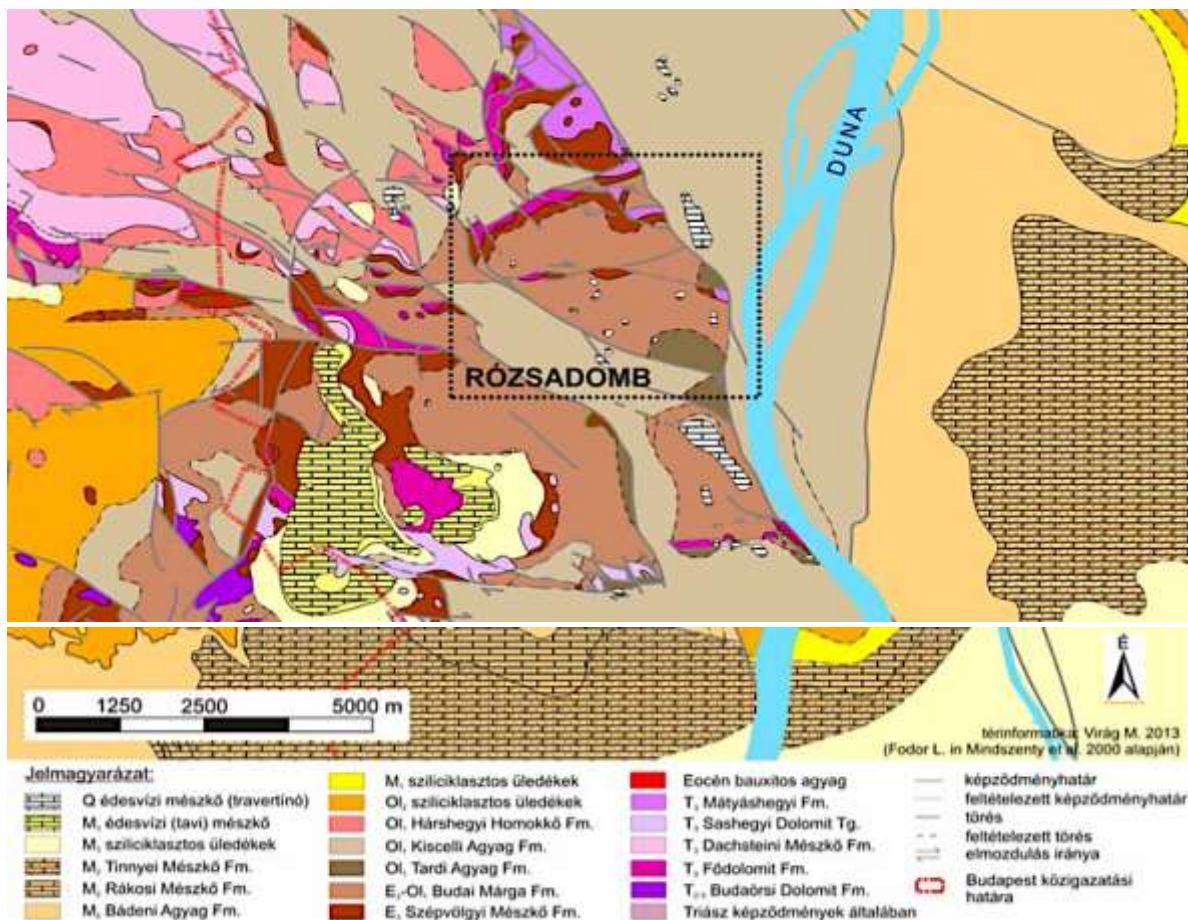 DUNA
RÓZSADOMB
É
0 1250 2500 5000 m
térinformatika: Virág M. 2013
(Fodor L. in Mindszenty et al. 2000 alapján)
Jelmagyarázat:
Q édesvízi mészkő (travertínó)
M, édesvízi (tavi) mészkő
M, sziliciklasztos üledékek
M, Tinnyei Mészkő Fm.
M, Rákosi Mészkő Fm.
M, Bádeni Agyag Fm.
M, sziliciklasztos üledékek
Ol, sziliciklasztos üledékek
Ol, Hárshegyi Homokkő Fm.
Ol, Kiscelli Agyag Fm.
Ol, Tardi Agyag Fm.
E,-Ol, Budai Márga Fm.
E, Szépvölgyi Mészkő Fm.
Eocén bauxitos agyag
T, Mátyáshegyi Fm.
T, Sashegyi Dolomit Tg.
T, Dachsteini Mészkő Fm.
T, Fődolomit Fm.
Budaörsi Dolomit Fm.
Triász képződmények általában
képződményhatár
feltételezett képződményhatár
törés
feltételezett törés
elmozdulás iránya
Budapest közigazatási
határa